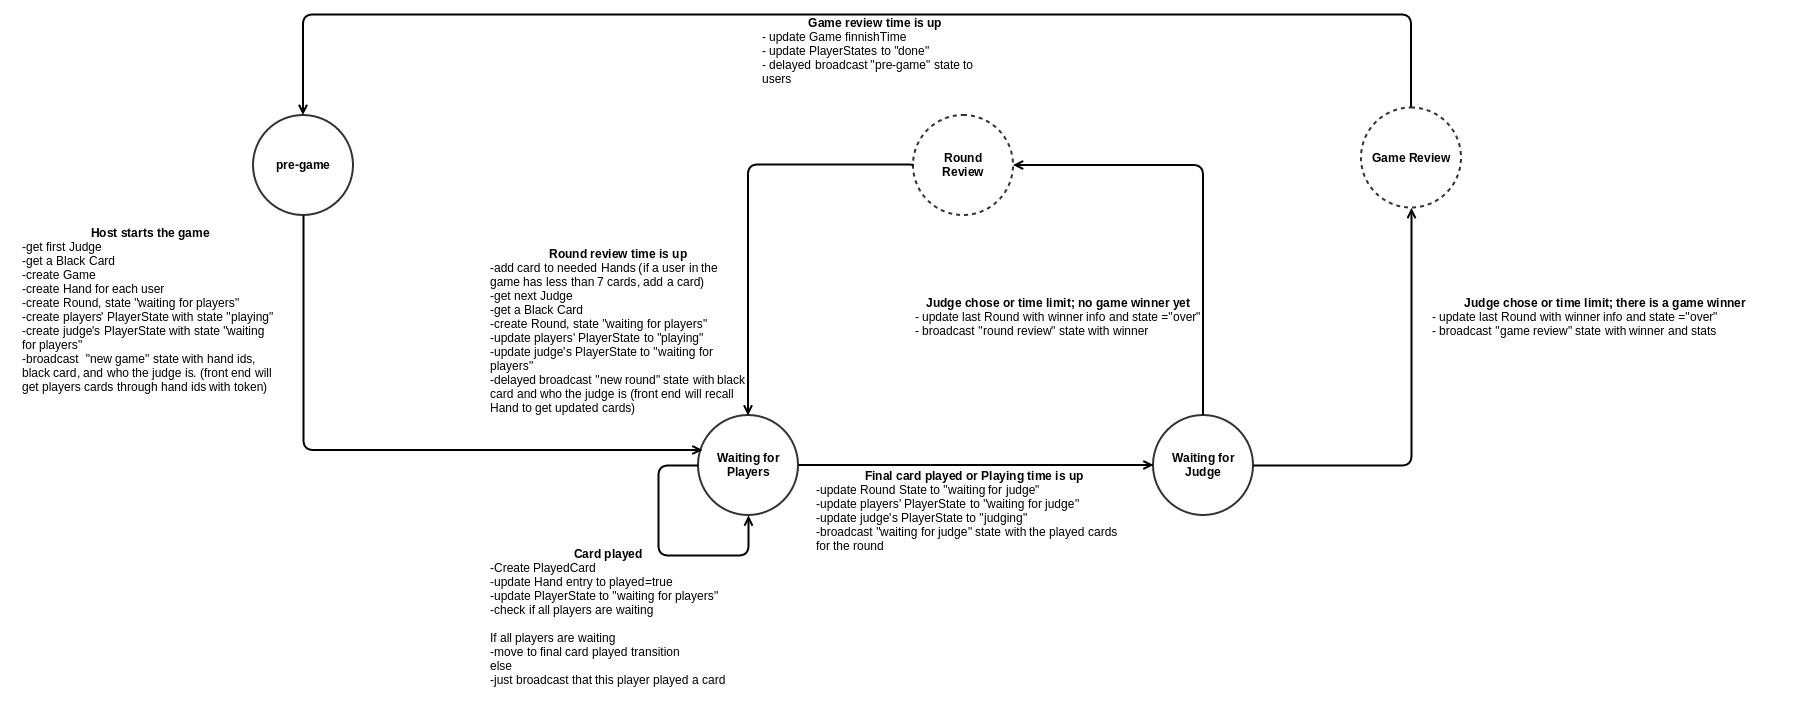 Game review time is up
- update Game finnishTime
- update PlayerStates to "done"
- delayed broadcast "pre-game" state to
users
pre-game
Round
Review
Game Review
Host starts the game
-get first Judge
-get a Black Card
-create Game
-create Hand for each user
-create Round, state "waiting for players"
-create players' PlayerState with state "playing"
-create judge's PlayerState with state "waiting
for players"
-broadcast  "new game" state with hand ids,
black card, and who the judge is. (front end will
get players cards through hand ids with token)
Round review time is up
-add card to needed Hands (if a user in the
game has less than 7 cards, add a card)
-get next Judge
-get a Black Card
-create Round, state "waiting for players"
-update players' PlayerState to "playing"
-update judge's PlayerState to "waiting for
players"
-delayed broadcast "new round" state with black
card and who the judge is (front end will recall
Hand to get updated cards)
Judge chose or time limit; no game winner yet
- update last Round with winner info and state ="over"
- broadcast "round review" state with winner
Judge chose or time limit; there is a game winner
- update last Round with winner info and state ="over"
- broadcast "game review" state with winner and stats
Waiting for
Players
Waiting for
Judge
Final card played or Playing time is up
-update Round State to "waiting for judge"
-update players' PlayerState to "waiting for judge"
-update judge's PlayerState to "judging"
-broadcast "waiting for judge" state with the played cards
for the round
Card played
-Create PlayedCard
-update Hand entry to played=true
-update PlayerState to "waiting for players"
-check if all players are waiting
If all players are waiting
-move to final card played transition
else
-just broadcast that this player played a card